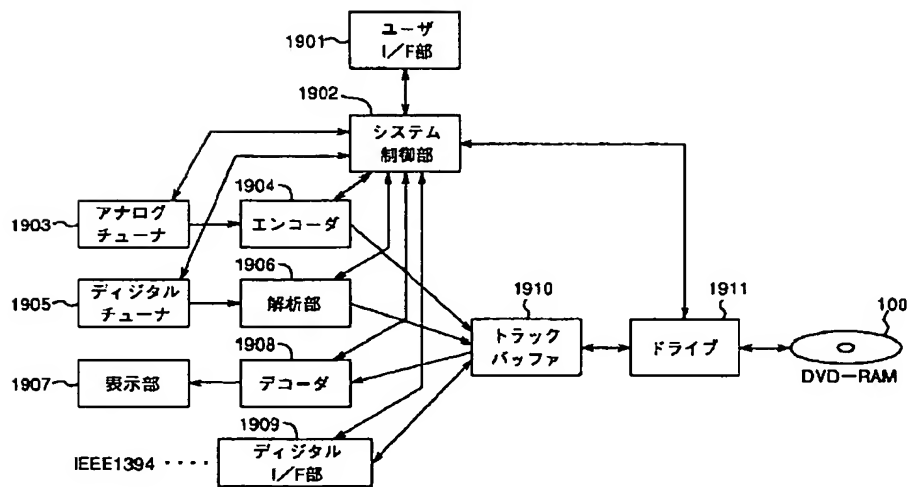 1901
ユーザ
I/F部
1902
システム
制御部
1903
アナログ
チューナ
1904
エンコーダ
1905
ディジタル
チューナ
1906
解析部
1907
表示部
1908
デコーダ
1909
ディジタル
I/F部
IEEE1394 ‥‥
1910
トラック
バッファ
1911
ドライブ
100
DVD-RAM